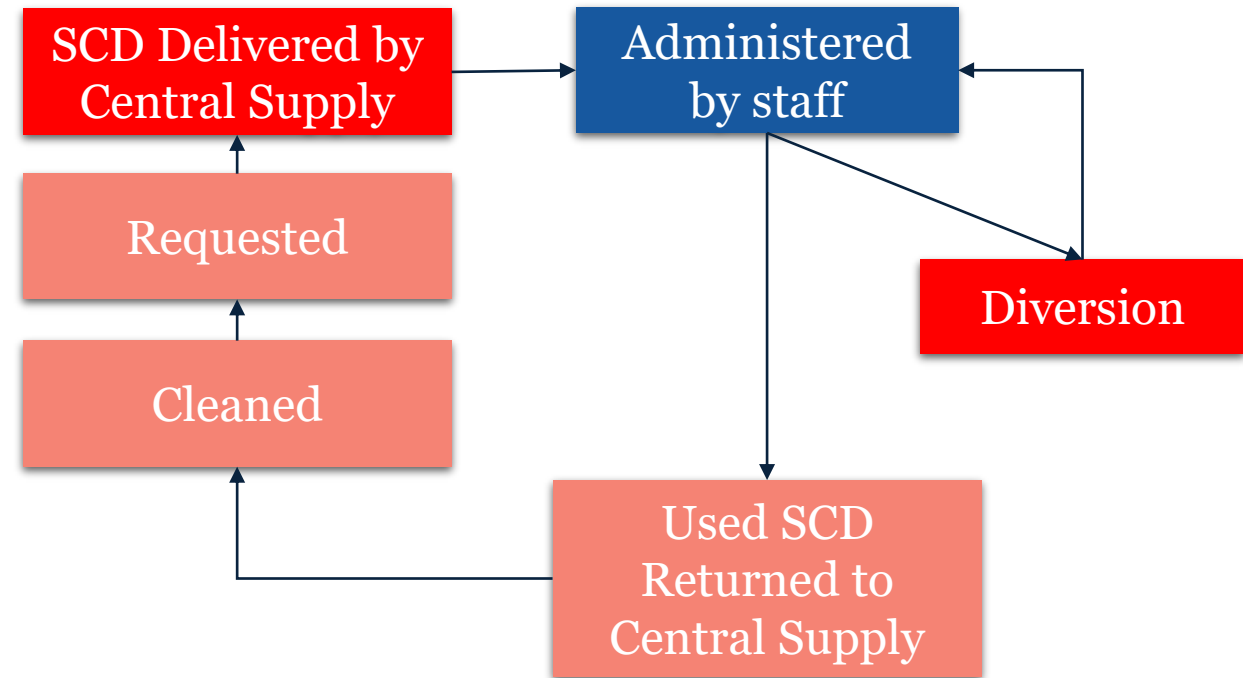 SCD Delivered by
Central Supply
Administered
by staff
Requested
Diversion
Cleaned
Used SCD
Returned to
Central Supply